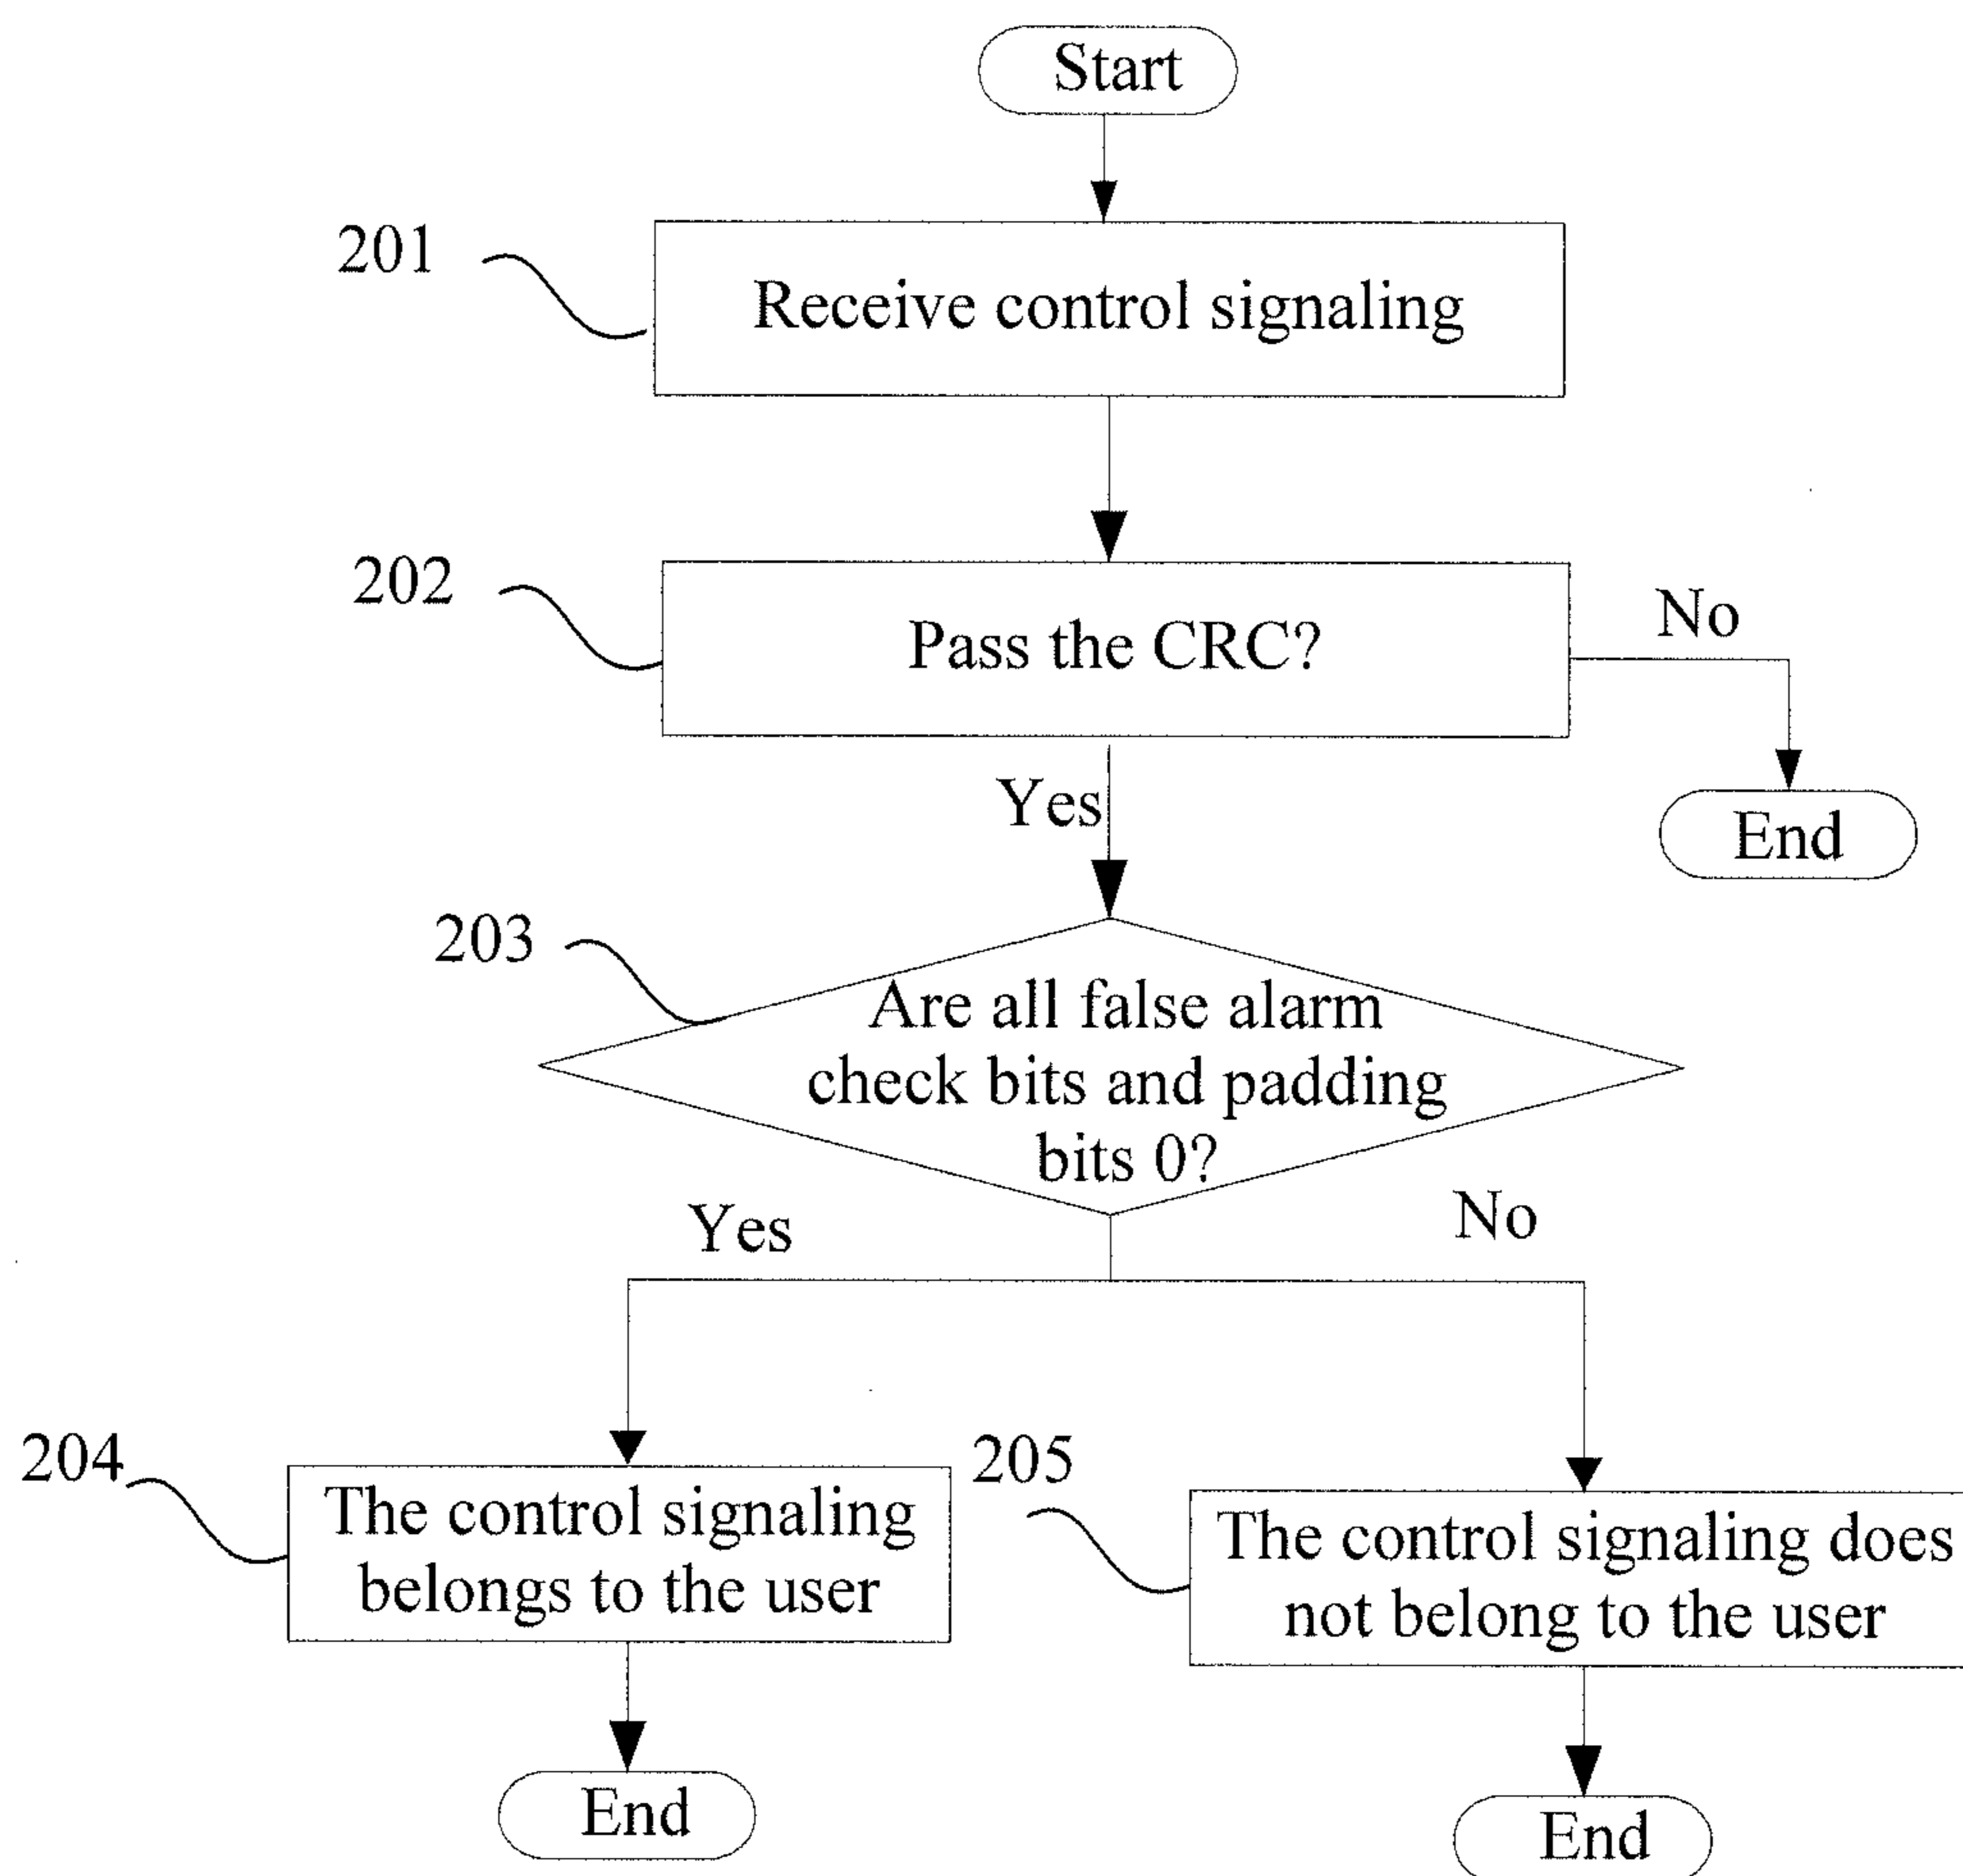 Start
201
Receive control signaling
202
Pass the CRC?
No
Yes
End
203
Are all false alarm
check bits and padding
bits 0?
Yes
No
204
The control signaling
belongs to the user
205
The control signaling does
not belong to the user
End
End